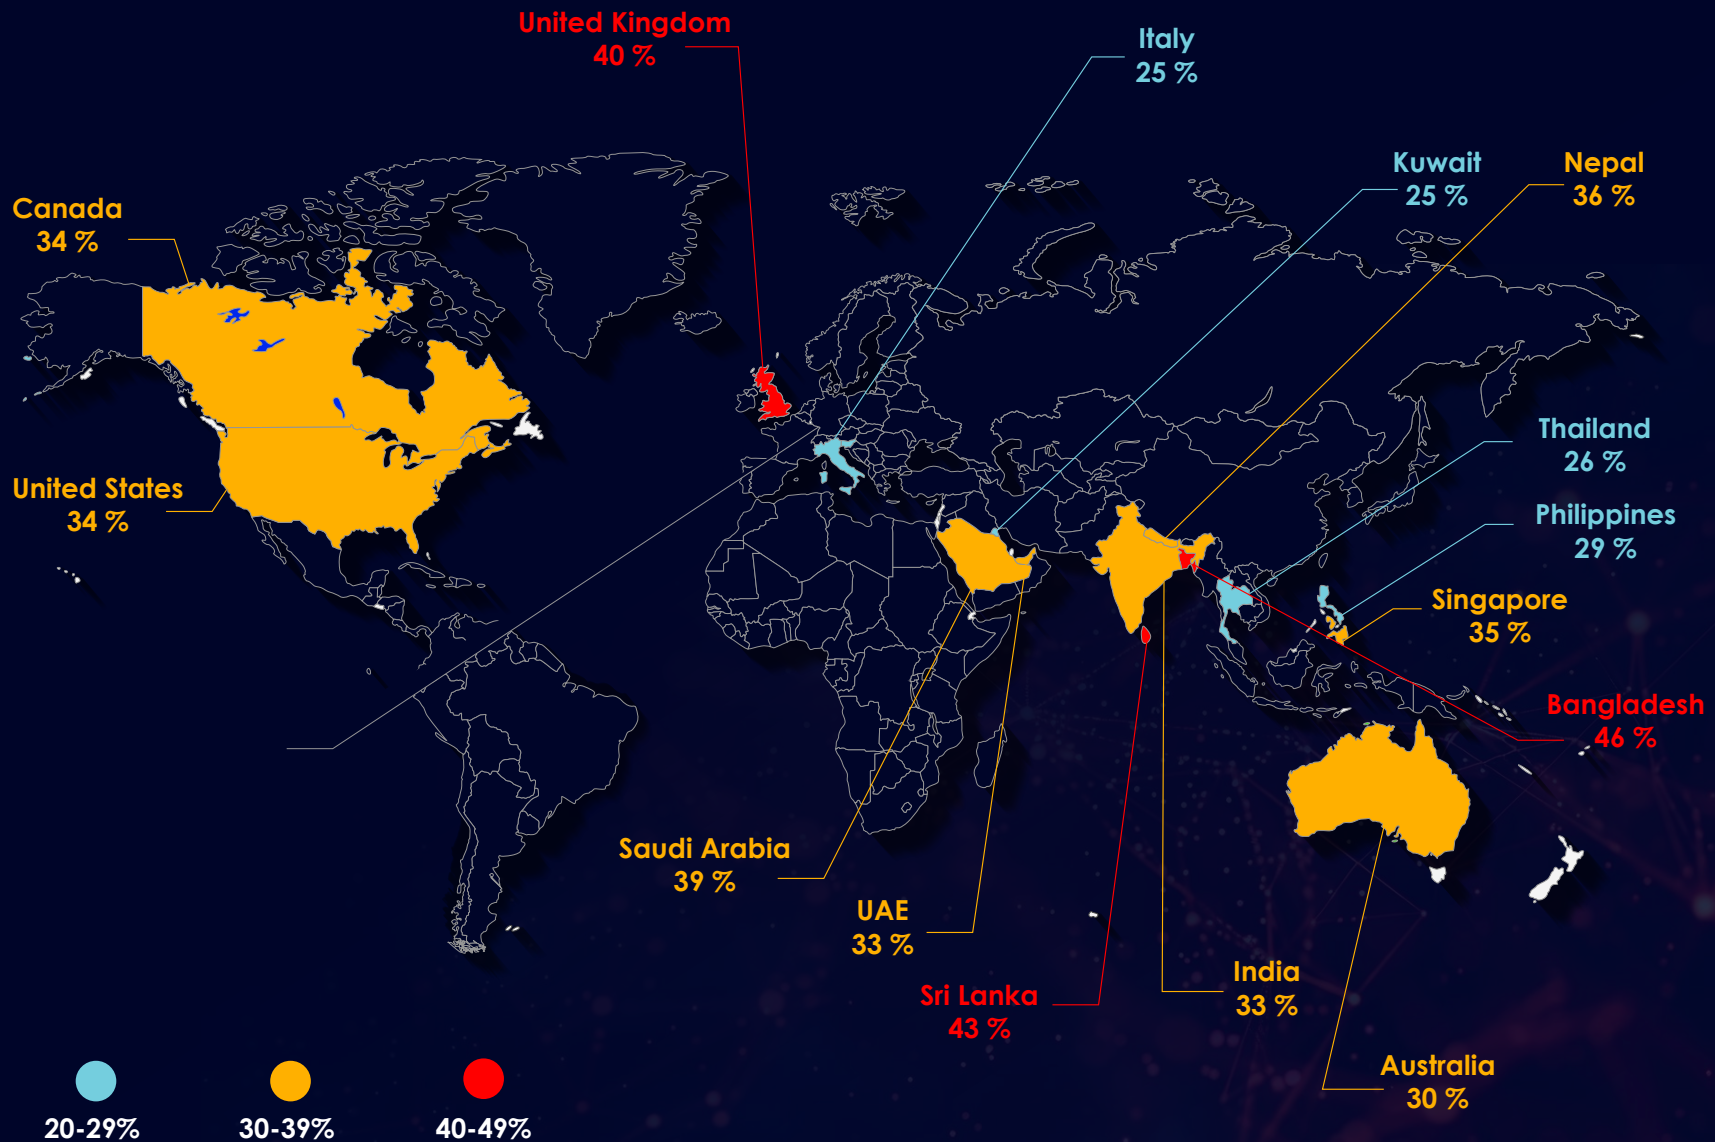 United Kingdom
40 %
Italy
25 %
Kuwait
25 %
Nepal
36 %
Canada
34 %
Thailand
26 %
United States
34 %
Philippines
29 %
Singapore
35 %
Bangladesh
46 %
Saudi Arabia
39 %
UAE
33 %
India
33 %
Sri Lanka
43 %
Australia
30 %
20-29%
30-39%
40-49%